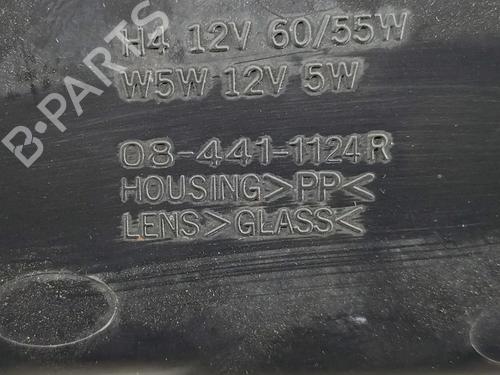 H4 12V 60/55W
W5W 12V 5W
08-441-1124R
HOUSING>PP<
LENS>GLASS<
B-PARTS